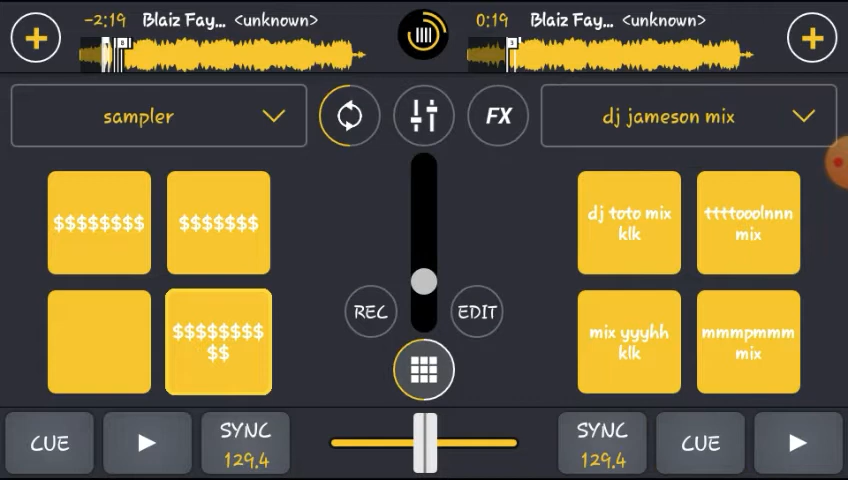 -2:19 Blaiz Fay... <unknown>
0:19 Blaiz Fay... <unknown>
sampler
FX
dj jameson mix
$$$$$$$$
$$$$$$$
dj toto mix
klk
ttttooolnnn
mix
REC
EDIT
$$$$$$$$$
$$
mix yyyhh
klk
mmmpmmm
mix
CUE
SYNC
129.4
SYNC
129.4
CUE